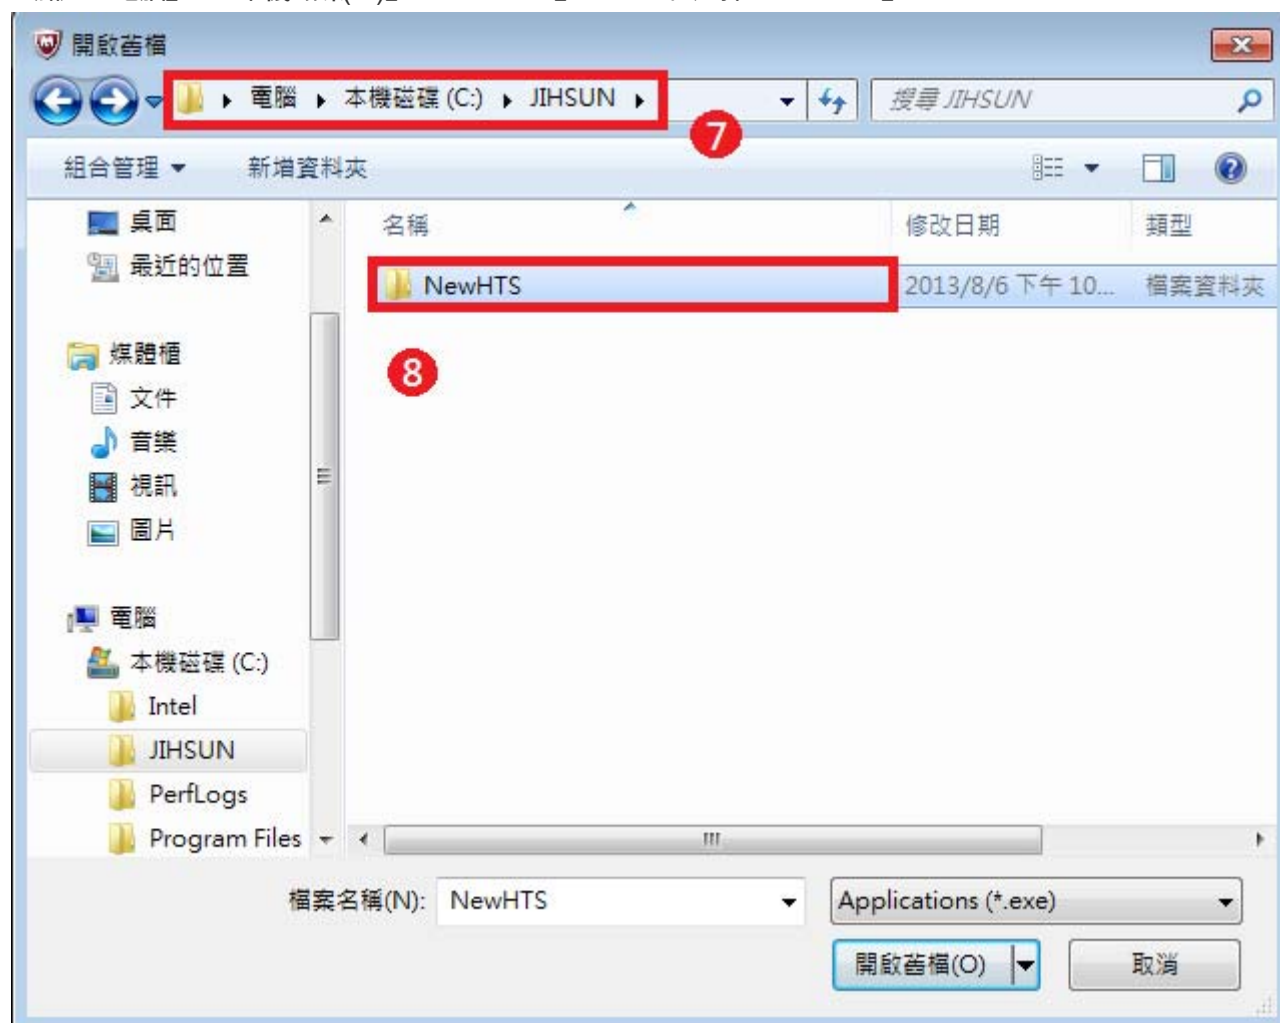 開啟舊檔
電腦 本機磁碟 (C:) JIHSUN 搜尋 JIHSUN
7
組合管理 新增資料夾
桌面 名稱 修改日期 類型
最近的位置
NewHTS 2013/8/6 下午 10... 檔案資料夾
媒體櫃
8
文件
音樂
視訊
圖片
電腦
本機磁碟 (C:)
Intel
JIHSUN
PerfLogs
Program Files
檔案名稱(N): NewHTS Applications (*.exe)
開啟舊檔(O) 取消